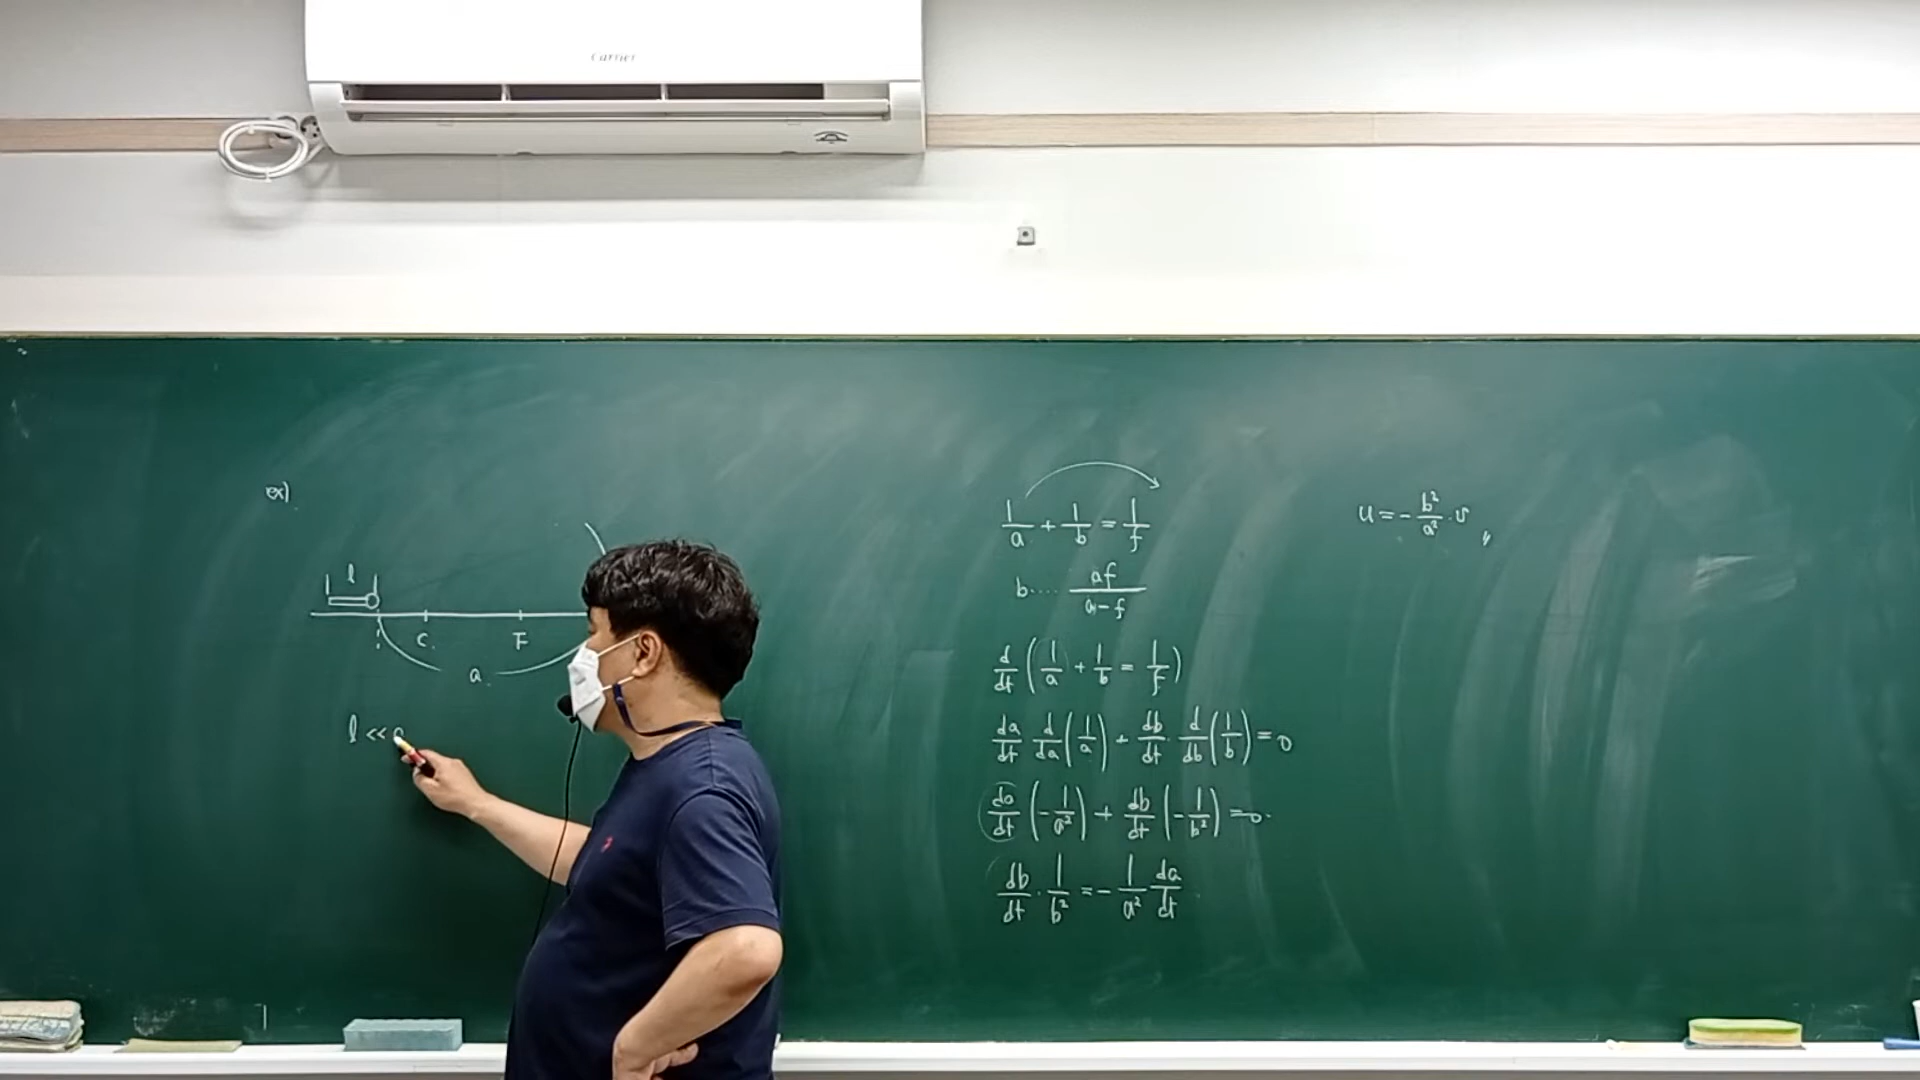 Carrier
ex)
l
C.
F
a.
l << a
1/a + 1/b = 1/f
b .... af/(a-f)
d/dt (1/a + 1/b = 1/f)
da/dt d/da (1/a) + db/dt · d/db (1/b) = 0
da/dt (-1/a²) + db/dt (-1/b²) = 0.
db/dt · 1/b² = - 1/a² da/dt
u = - b²/a² · v